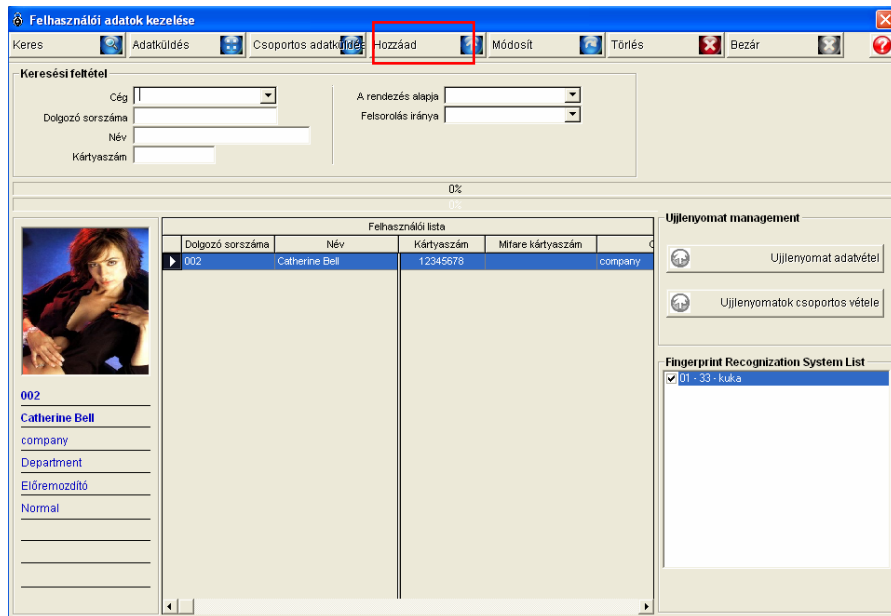 Felhasználói adatok kezelése
Keres Adatküldés Csoportos adatküldés Hozzáad Módosít Törlés Bezár ?
Keresési feltétel
Cég A rendezés alapja
Dolgozó sorszáma Felsorolás iránya
Név
Kártyaszám
0%
0%
Felhasználói lista
Dolgozó sorszáma Név Kártyaszám Mifare kártyaszám C
002 Catherine Bell 12345678 company
002
Catherine Bell
company
Department
Előremozdító
Normal
Ujjlenyomat management
Ujjlenyomat adatvétel
Ujjlenyomatok csoportos vétele
Fingerprint Recognization System List
01 - 33 - kuka